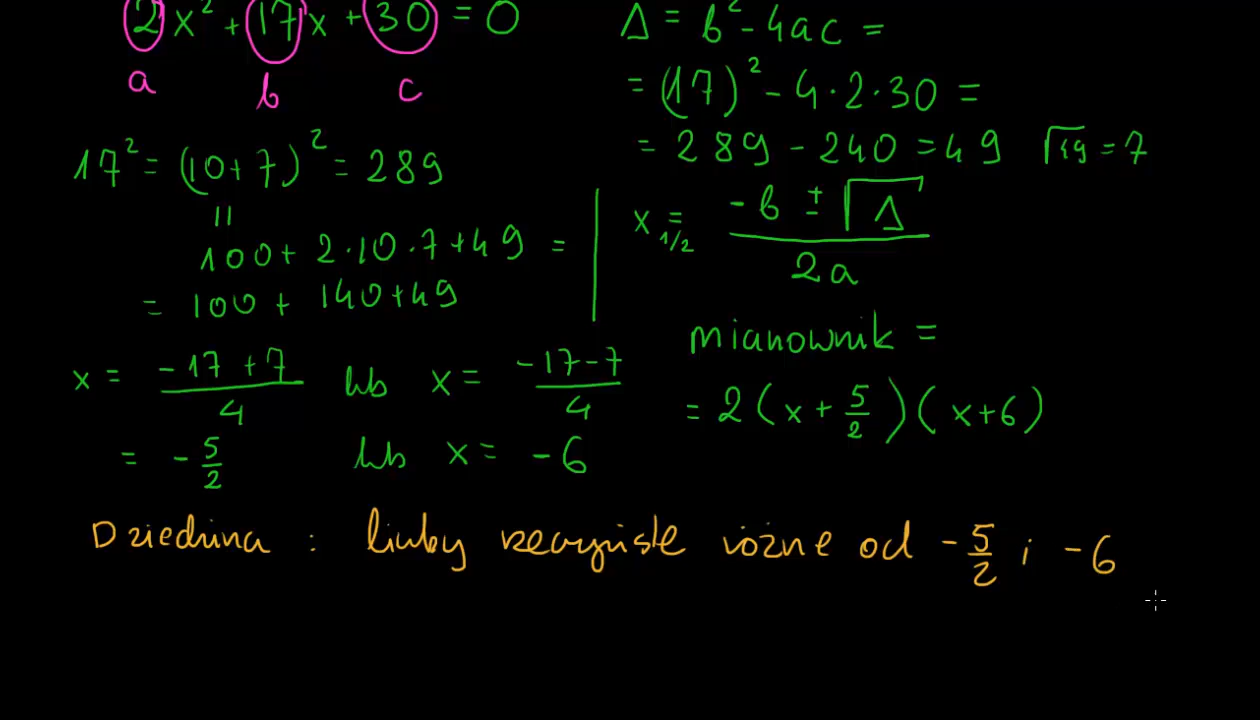 2x² + 17x + 30 = 0
a b c
Δ = b² - 4ac =
= (17)² - 4·2·30 =
= 289 - 240 = 49 √49 = 7
17² = (10+7)² = 289
||
100 + 2·10·7 + 49 =
= 100 + 140 + 49
x₁/₂ = (-b ± √Δ) / 2a
mianownik =
= 2(x + 5/2)(x+6)
x = (-17 + 7) / 4 lub x = (-17 - 7) / 4
= -5/2 lub x = -6
Dziedzina : liczby rzeczywiste różne od -5/2 i -6